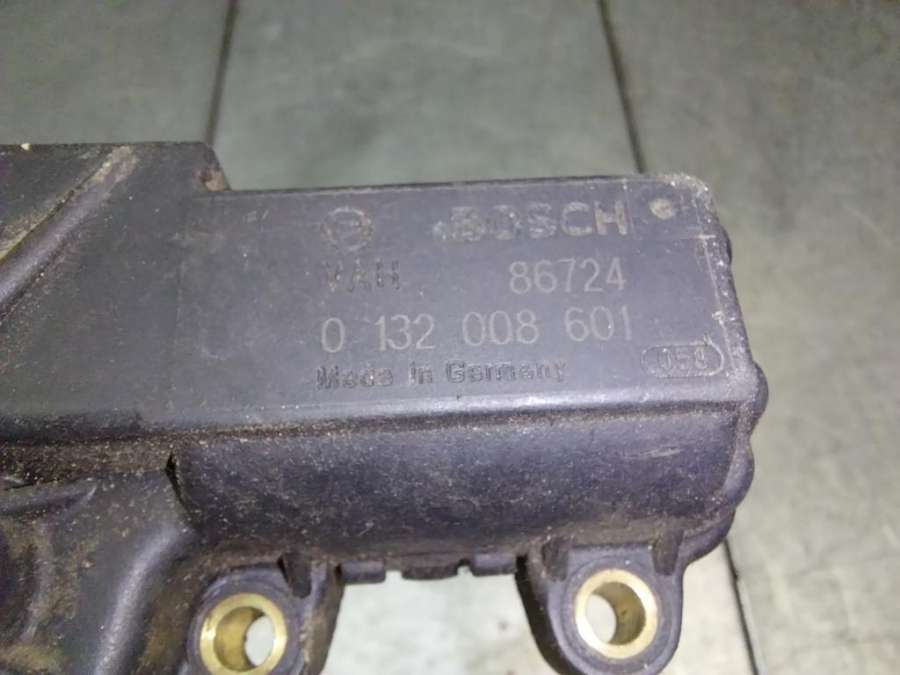 BOSCH
VAH 86724
0 132 008 601
Made in Germany